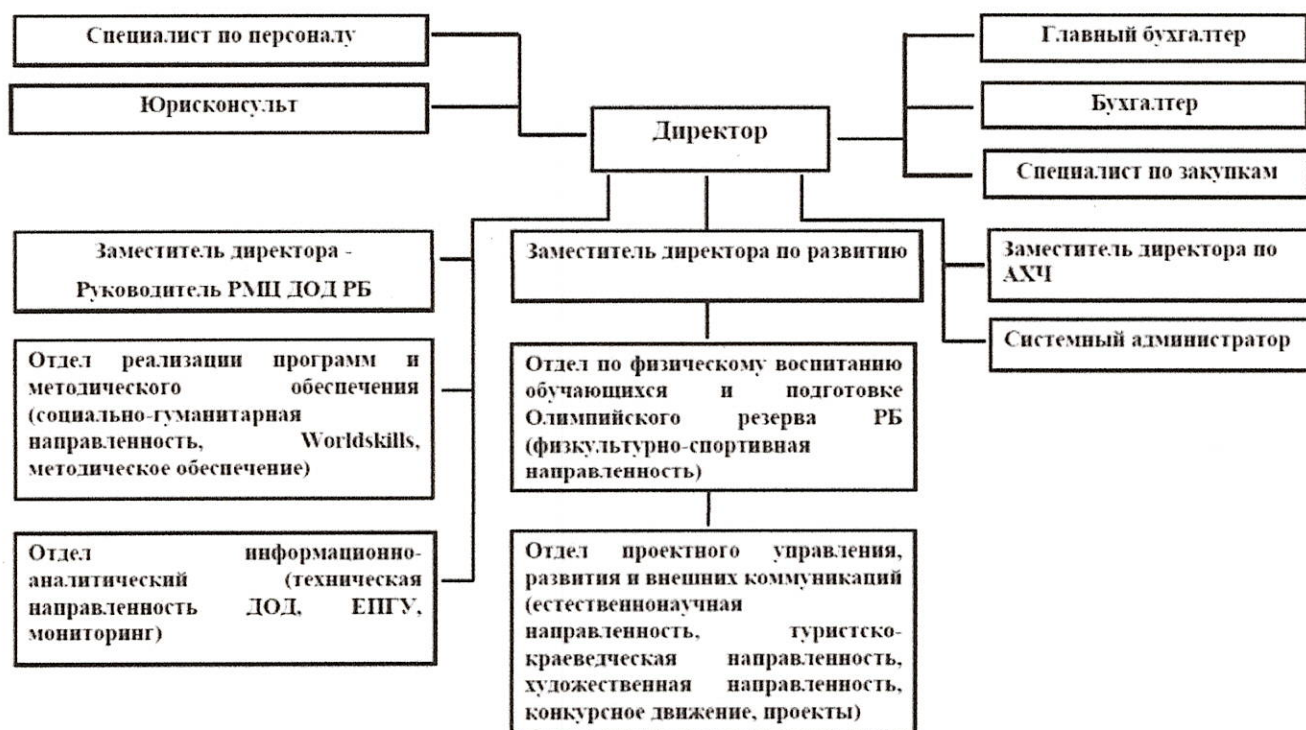 Специалист по персоналу
Главный бухгалтер
Юрисконсульт
Бухгалтер
Директор
Специалист по закупкам
Заместитель директора -
Руководитель РМЦ ДОД РБ
Заместитель директора по развитию
Заместитель директора по
АХЧ
Системный администратор
Отдел реализации программ и
методического обеспечения
(социально-гуманитарная
направленность, Worldskills,
методическое обеспечение)
Отдел по физическому воспитанию
обучающихся и подготовке
Олимпийского резерва РБ
(физкультурно-спортивная
направленность)
Отдел информационно-
аналитический (техническая
направленность ДОД, ЕПГУ,
мониторинг)
Отдел проектного управления,
развития и внешних коммуникаций
(естественнонаучная
направленность, туристско-
краеведческая направленность,
художественная направленность,
конкурсное движение, проекты)